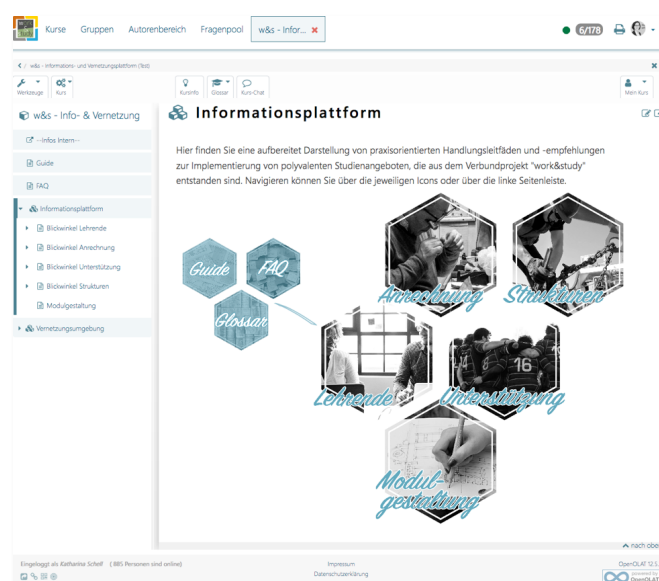 Kurse Gruppen Autorenbereich Fragenpool w&s - Infor... 6/178
w&s - Informations- und Vernetzungsplattform (Test)
Werkzeuge Kurs Kursinfo Glossar Kurs-Chat Mein Kurs
w&s - Info- & Vernetzung
Informationsplattform
---Infos Intern---
Guide
FAQ
Informationsplattform
Blickwinkel Lehrende
Blickwinkel Anrechnung
Blickwinkel Unterstützung
Blickwinkel Strukturen
Modulgestaltung
Vernetzungsumgebung
Hier finden Sie eine aufbereitet Darstellung von praxisorientierten Handlungsleitfäden und -empfehlungen
zur Implementierung von polyvalenten Studienangeboten, die aus dem Verbundprojekt "work&study"
entstanden sind. Navigieren können Sie über die jeweiligen Icons oder über die linke Seitenleiste.
Guide
FAQ
Glossar
Anrechnung
Strukturen
Lehrende
14
16
Unterstützung
Modul-
gestaltung
nach obe
Eingeloggt als Katharina Schelf (885 Personen sind online)
Impressum
Datenschutzerklärung
OpenOLAT 12.5
powered by
OpenOLAT